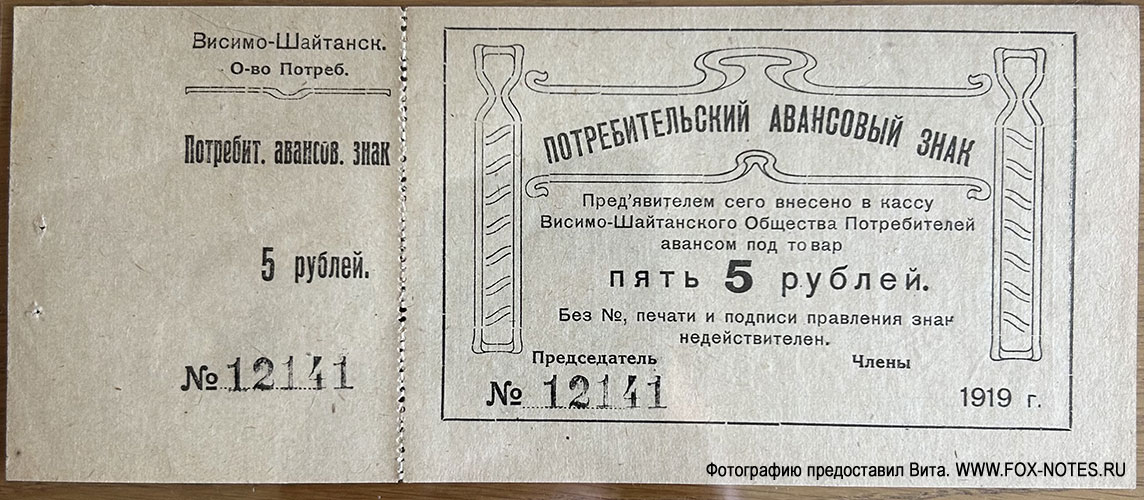 Висимо-Шайтанск.
О-во Потреб.
Потребит. авансов. знак
5 рублей.
№ 12141
ПОТРЕБИТЕЛЬСКИЙ АВАНСОВЫЙ ЗНАК
Пред'явителем сего внесено в кассу
Висимо-Шайтанского Общества Потребителей
авансом под товар
пять 5 рублей.
Без №, печати и подписи правления знак
недействителен.
Председатель Члены
№ 12141 1919 г.
Фотографию предоставил Вита. WWW.FOX-NOTES.RU